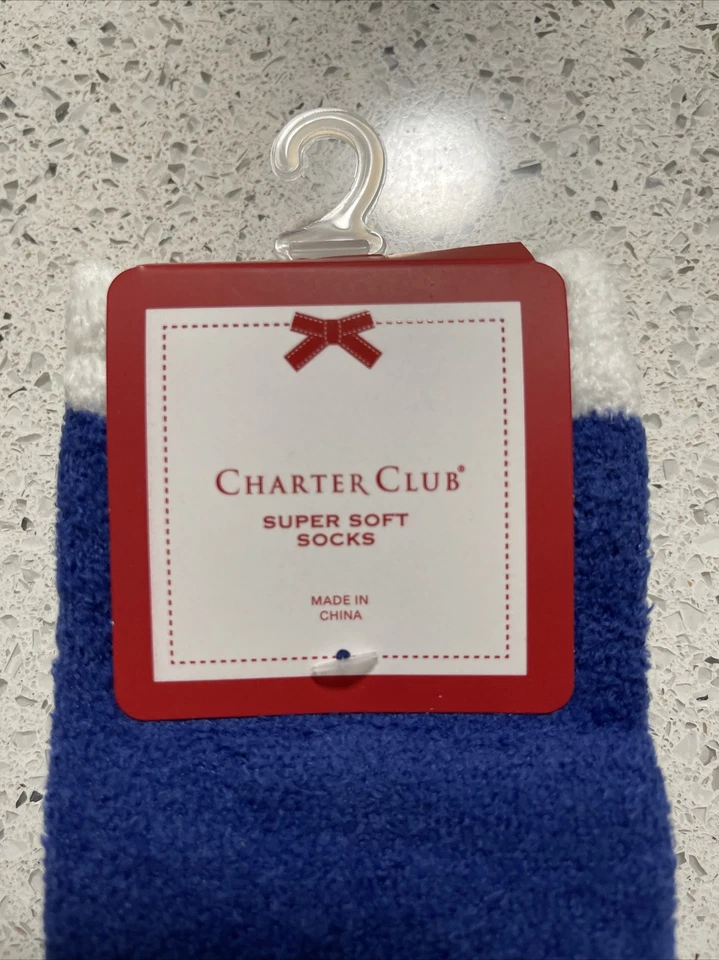 CHARTER CLUB®
SUPER SOFT
SOCKS
MADE IN
CHINA